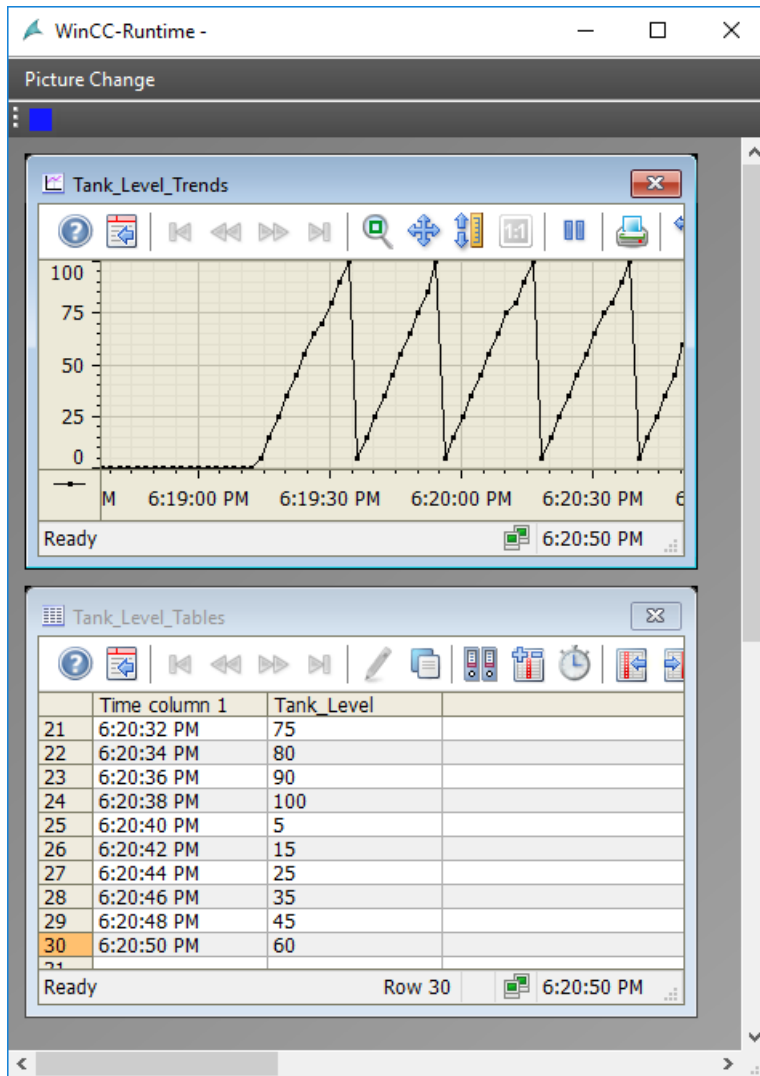 WinCC-Runtime -
Picture Change
Tank_Level_Trends
1:1
100
75
50
25
0
M 6:19:00 PM 6:19:30 PM 6:20:00 PM 6:20:30 PM 6
Ready 6:20:50 PM
Tank_Level_Tables
Time column 1 Tank_Level
21 6:20:32 PM 75
22 6:20:34 PM 80
23 6:20:36 PM 90
24 6:20:38 PM 100
25 6:20:40 PM 5
26 6:20:42 PM 15
27 6:20:44 PM 25
28 6:20:46 PM 35
29 6:20:48 PM 45
30 6:20:50 PM 60
31
Ready Row 30 6:20:50 PM